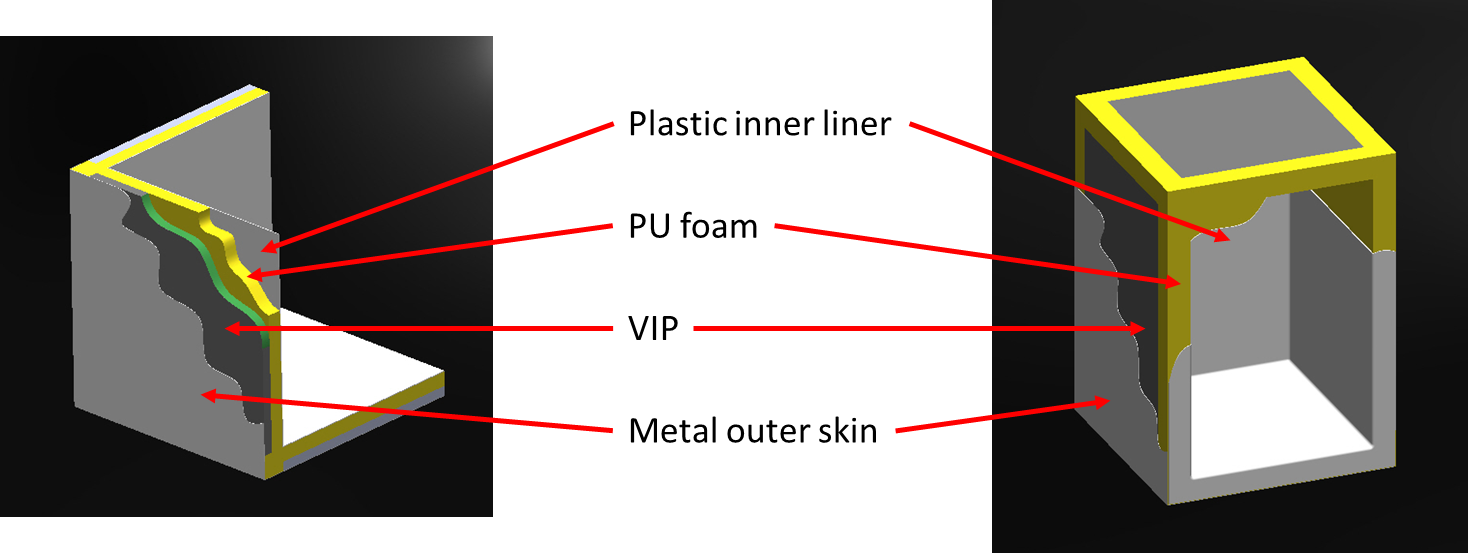 Plastic inner liner
PU foam
VIP
Metal outer skin